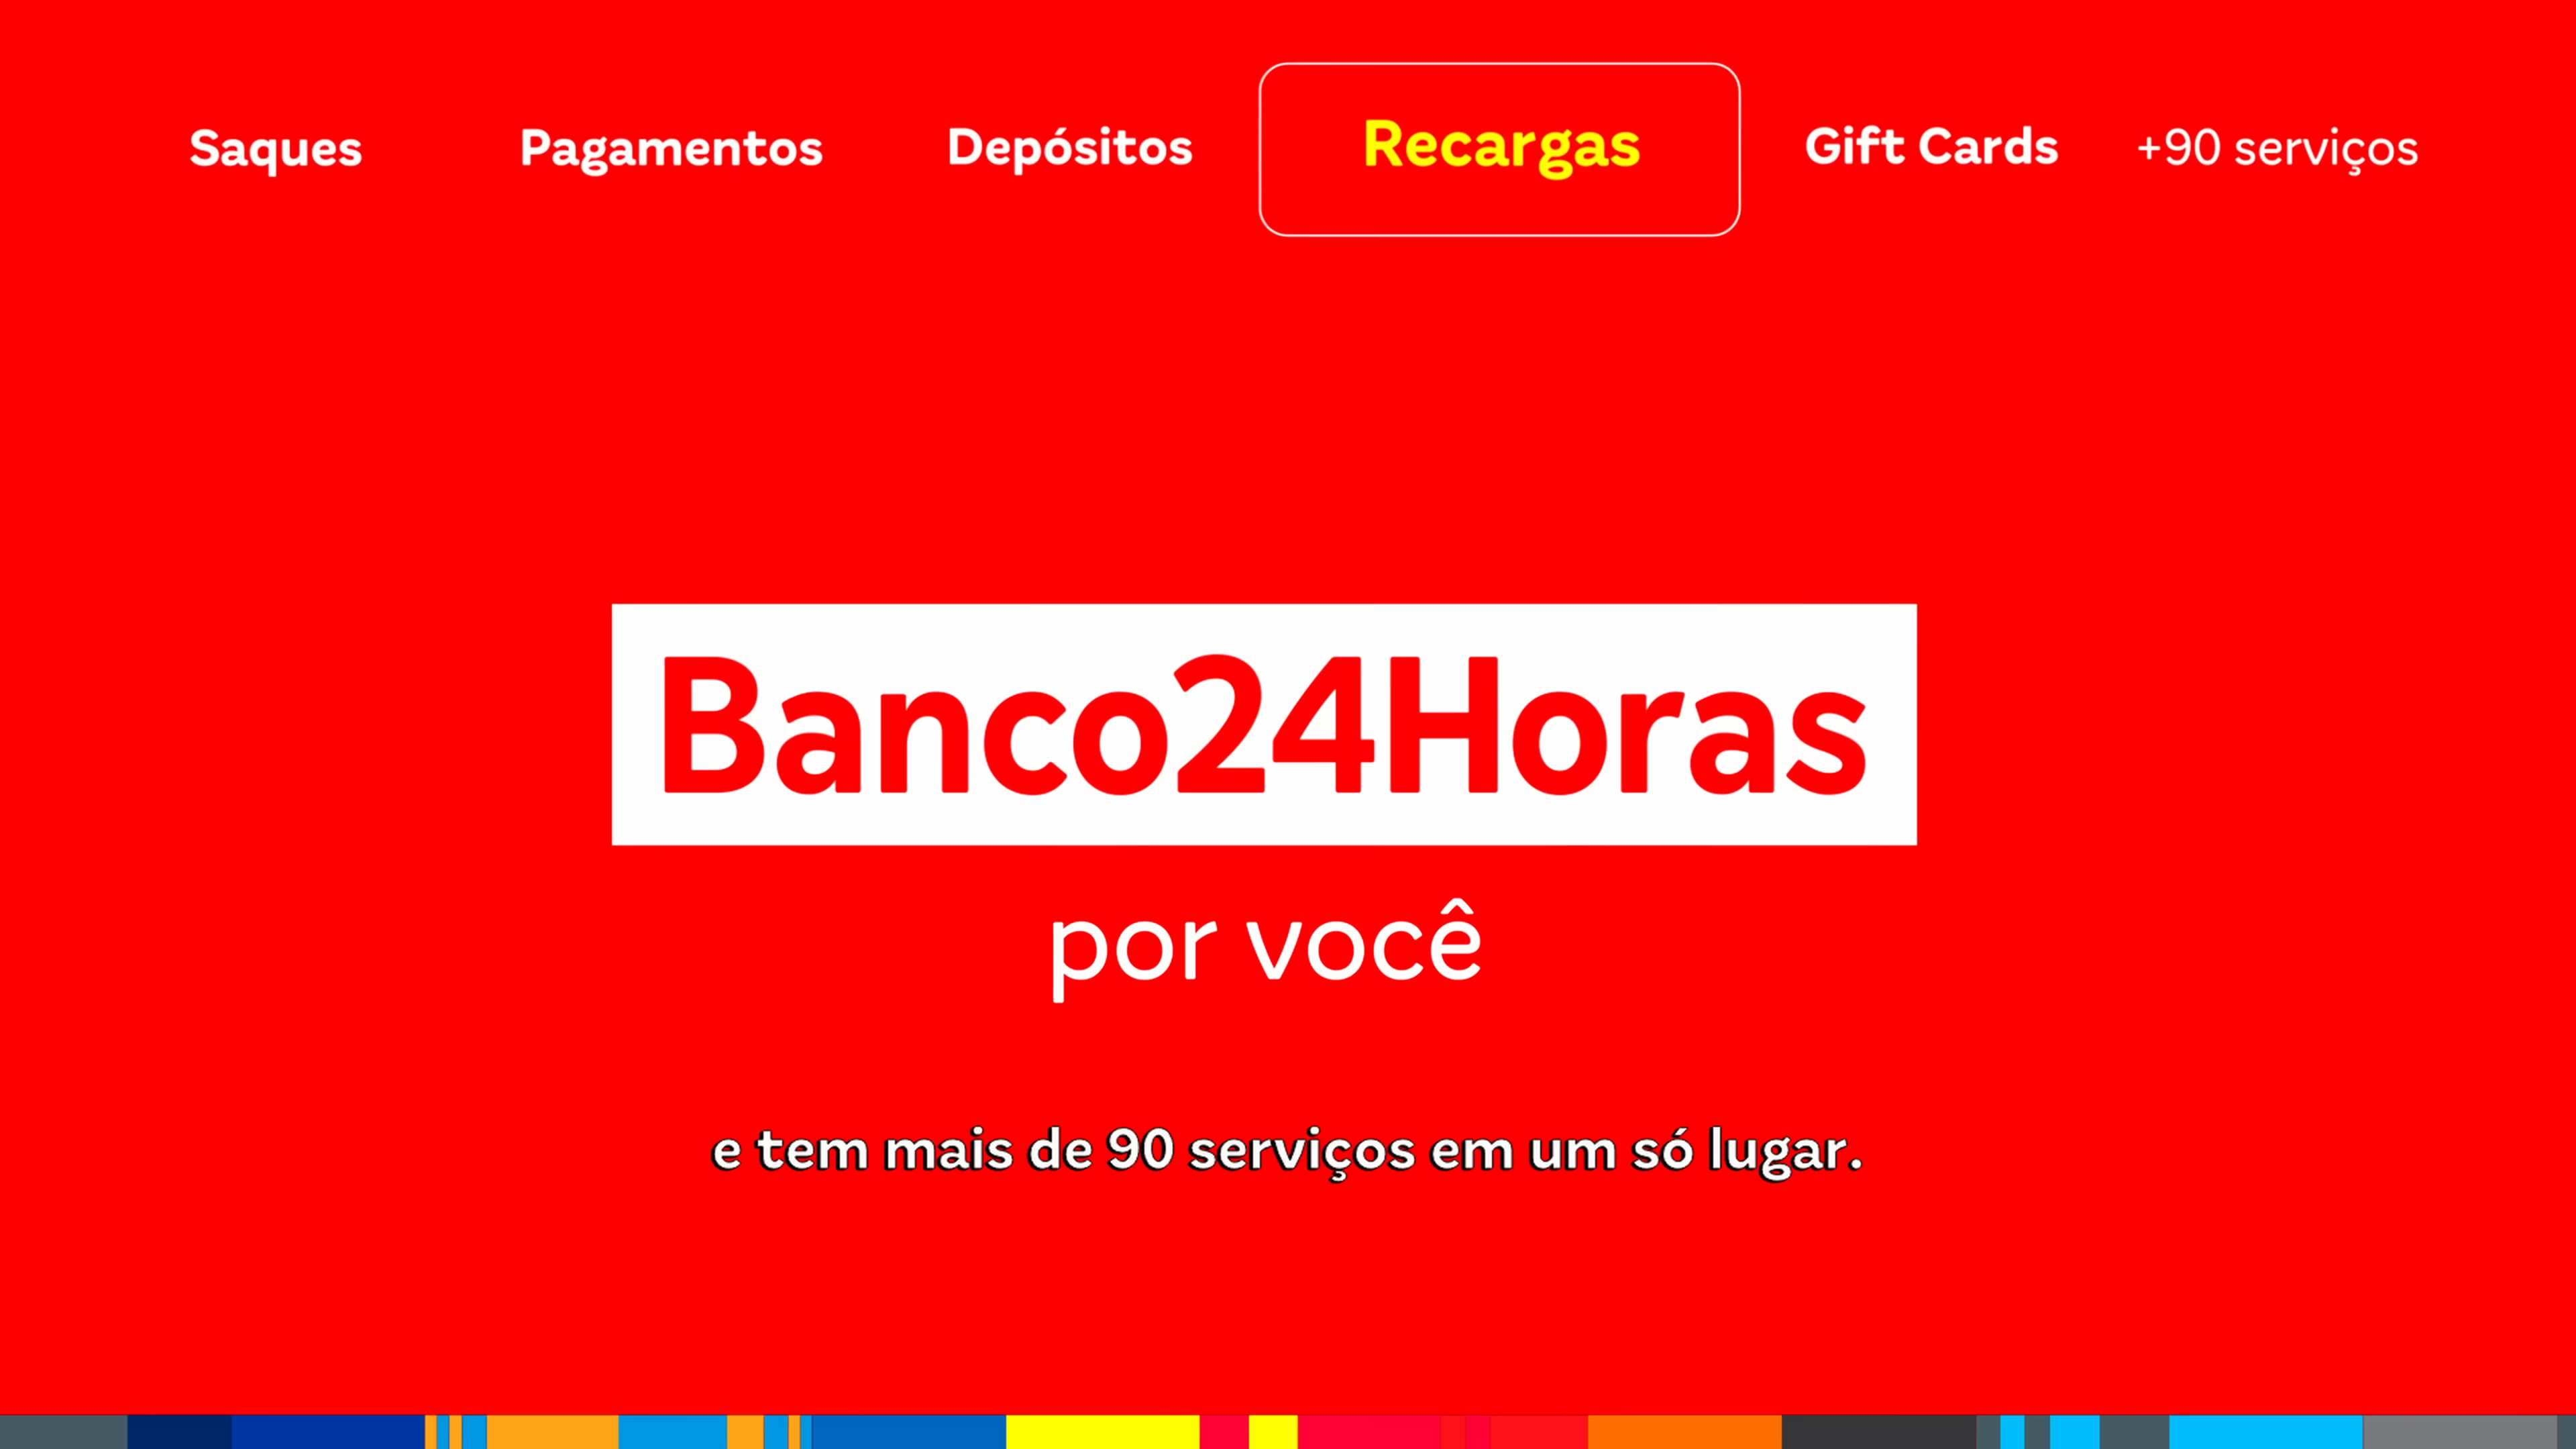 Saques Pagamentos Depósitos Recargas Gift Cards +90 serviços
Banco24Horas
por você
e tem mais de 90 serviços em um só lugar.